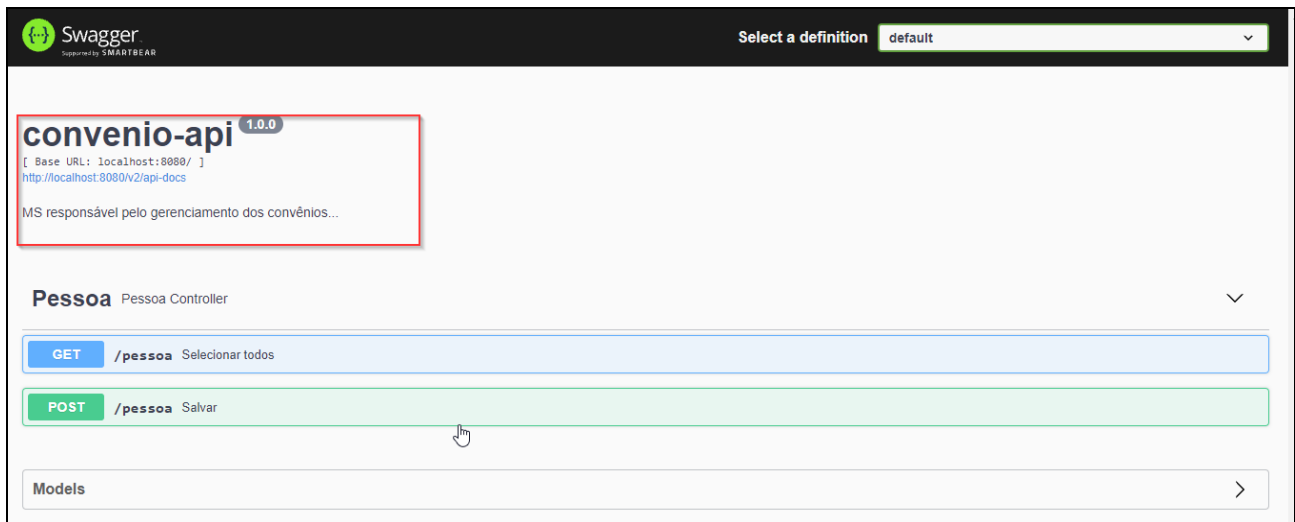 {··} Swagger.
Supported by SMARTBEAR
Select a definition default
convenio-api 1.0.0
[ Base URL: localhost:8080/ ]
http://localhost:8080/v2/api-docs
MS responsável pelo gerenciamento dos convênios...
Pessoa Pessoa Controller
GET /pessoa Selecionar todos
POST /pessoa Salvar
Models